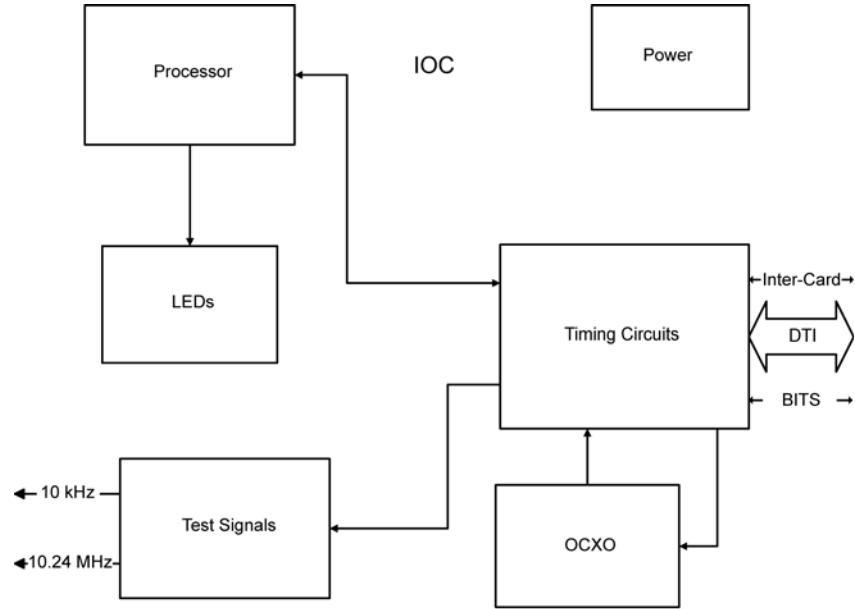 Processor
IOC
Power
LEDs
Timing Circuits
Inter-Card
DTI
BITS
10 kHz
Test Signals
10.24 MHz
OCXO